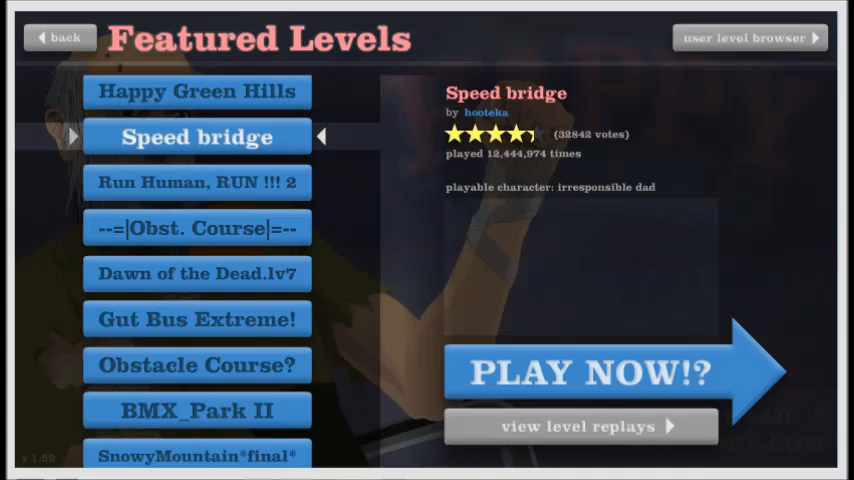 back
Featured Levels
user level browser
Happy Green Hills
Speed bridge
Run Human, RUN !!! 2
--=|Obst. Course|=--
Dawn of the Dead.lv7
Gut Bus Extreme!
Obstacle Course?
BMX_Park II
SnowyMountain*final*
Speed bridge
by hooteka
(32842 votes)
played 12,444,974 times
playable character: irresponsible dad
PLAY NOW!?
view level replays